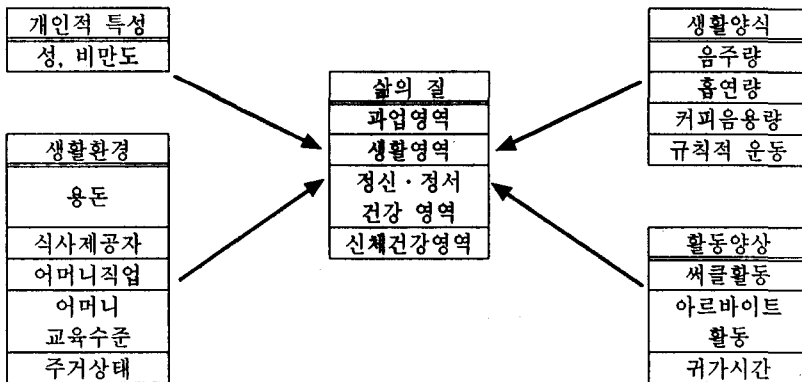 개인적 특성
성, 비만도
생활환경
용돈
식사제공자
어머니직업
어머니
교육수준
주거상태
삶의 질
과업영역
생활영역
정신·정서
건강 영역
신체건강영역
생활양식
음주량
흡연량
커피음용량
규칙적 운동
활동양상
써클활동
아르바이트
활동
귀가시간